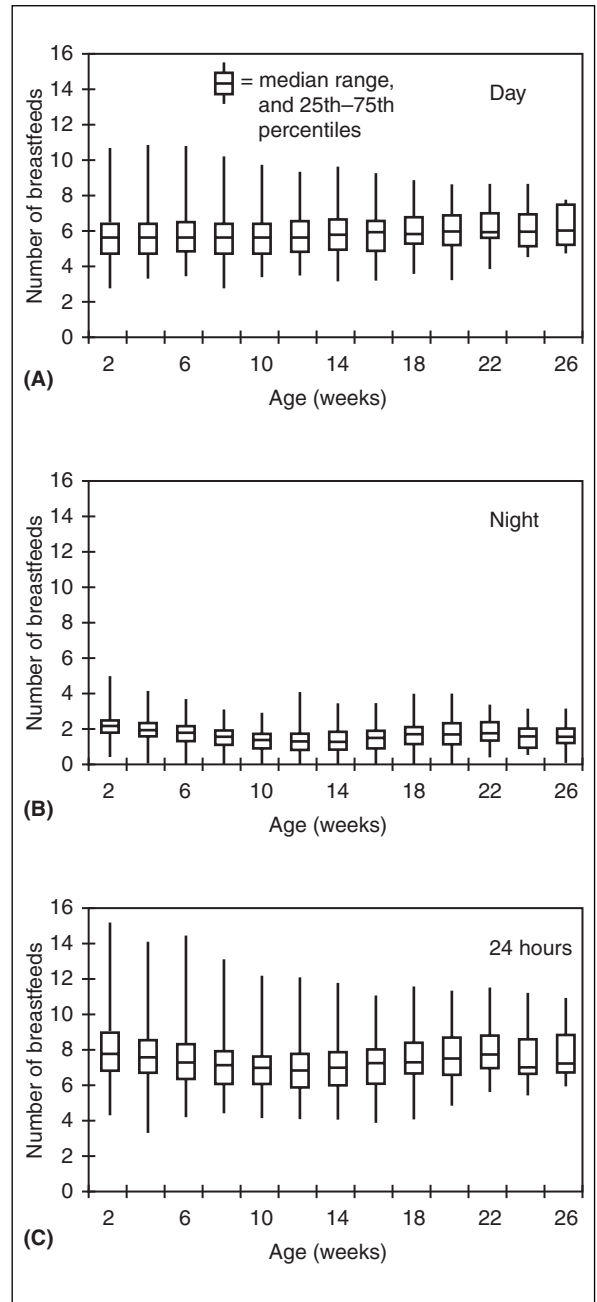 16
= median range,
and 25th–75th
percentiles
Day
14
12
10
8
6
4
2
0
Number of breastfeeds
2 6 10 14 18 22 26
Age (weeks)
(A)
16
Night
14
12
10
8
6
4
2
0
Number of breastfeeds
2 6 10 14 18 22 26
Age (weeks)
(B)
16
24 hours
14
12
10
8
6
4
2
0
Number of breastfeeds
2 6 10 14 18 22 26
Age (weeks)
(C)